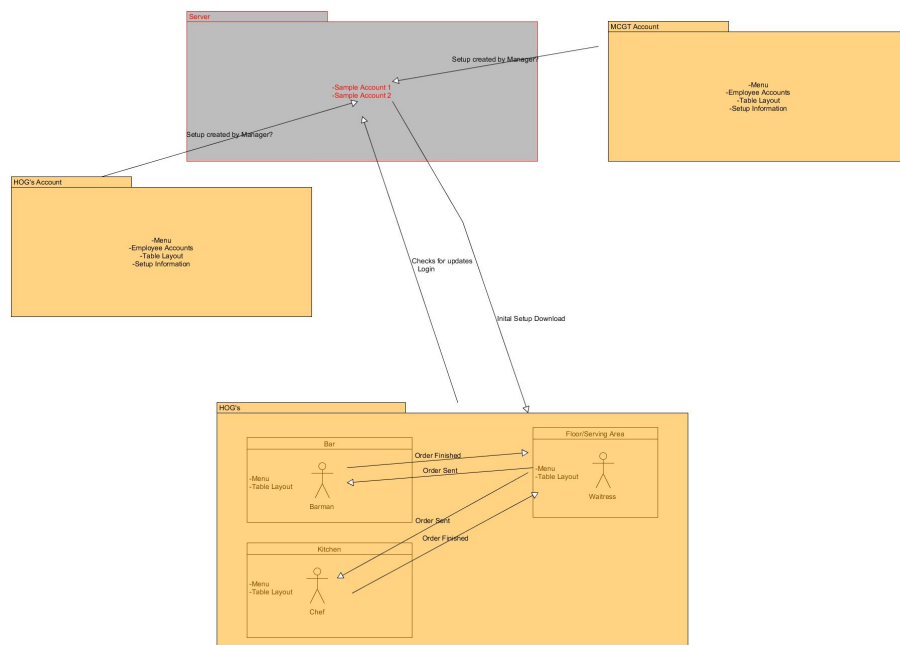 Server
MCGT Account
Setup created by Manager?
-Sample Account 1
-Sample Account 2
-Menu
-Employee Accounts
-Table Layout
-Setup Information
Setup created by Manager?
HOG's Account
-Menu
-Employee Accounts
-Table Layout
-Setup Information
Checks for updates
Login
Inital Setup Download
HOG's
Bar
Floor/Serving Area
Order Finished
Order Sent
-Menu
-Table Layout
Barman
-Menu
-Table Layout
Waitress
Order Sent
Order Finished
Kitchen
-Menu
-Table Layout
Chef